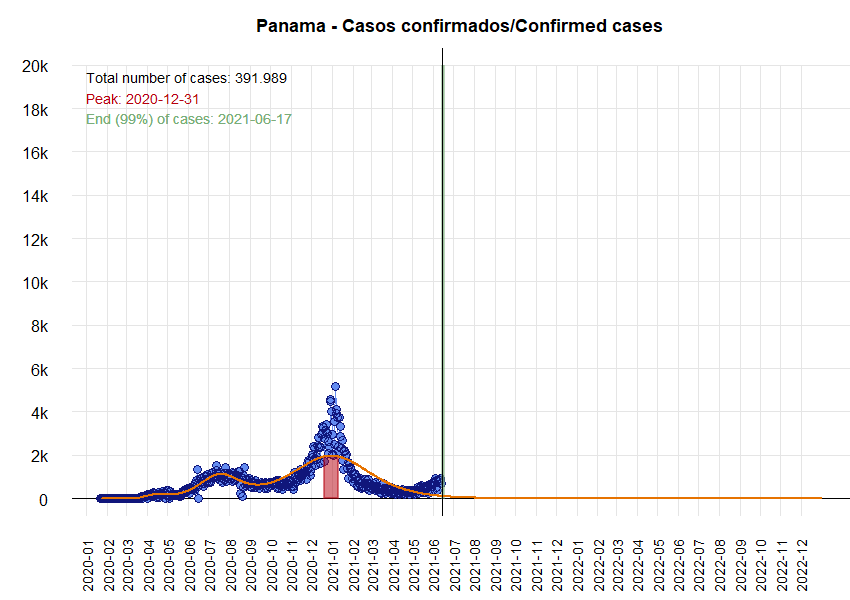 Panama - Casos confirmados/Confirmed cases
20k
18k
16k
14k
12k
10k
8k
6k
4k
2k
0
Total number of cases: 391.989
Peak: 2020-12-31
End (99%) of cases: 2021-06-17
2020-01
2020-02
2020-03
2020-04
2020-05
2020-06
2020-07
2020-08
2020-09
2020-10
2020-11
2020-12
2021-01
2021-02
2021-03
2021-04
2021-05
2021-06
2021-07
2021-08
2021-09
2021-10
2021-11
2021-12
2022-01
2022-02
2022-03
2022-04
2022-05
2022-06
2022-07
2022-08
2022-09
2022-10
2022-11
2022-12